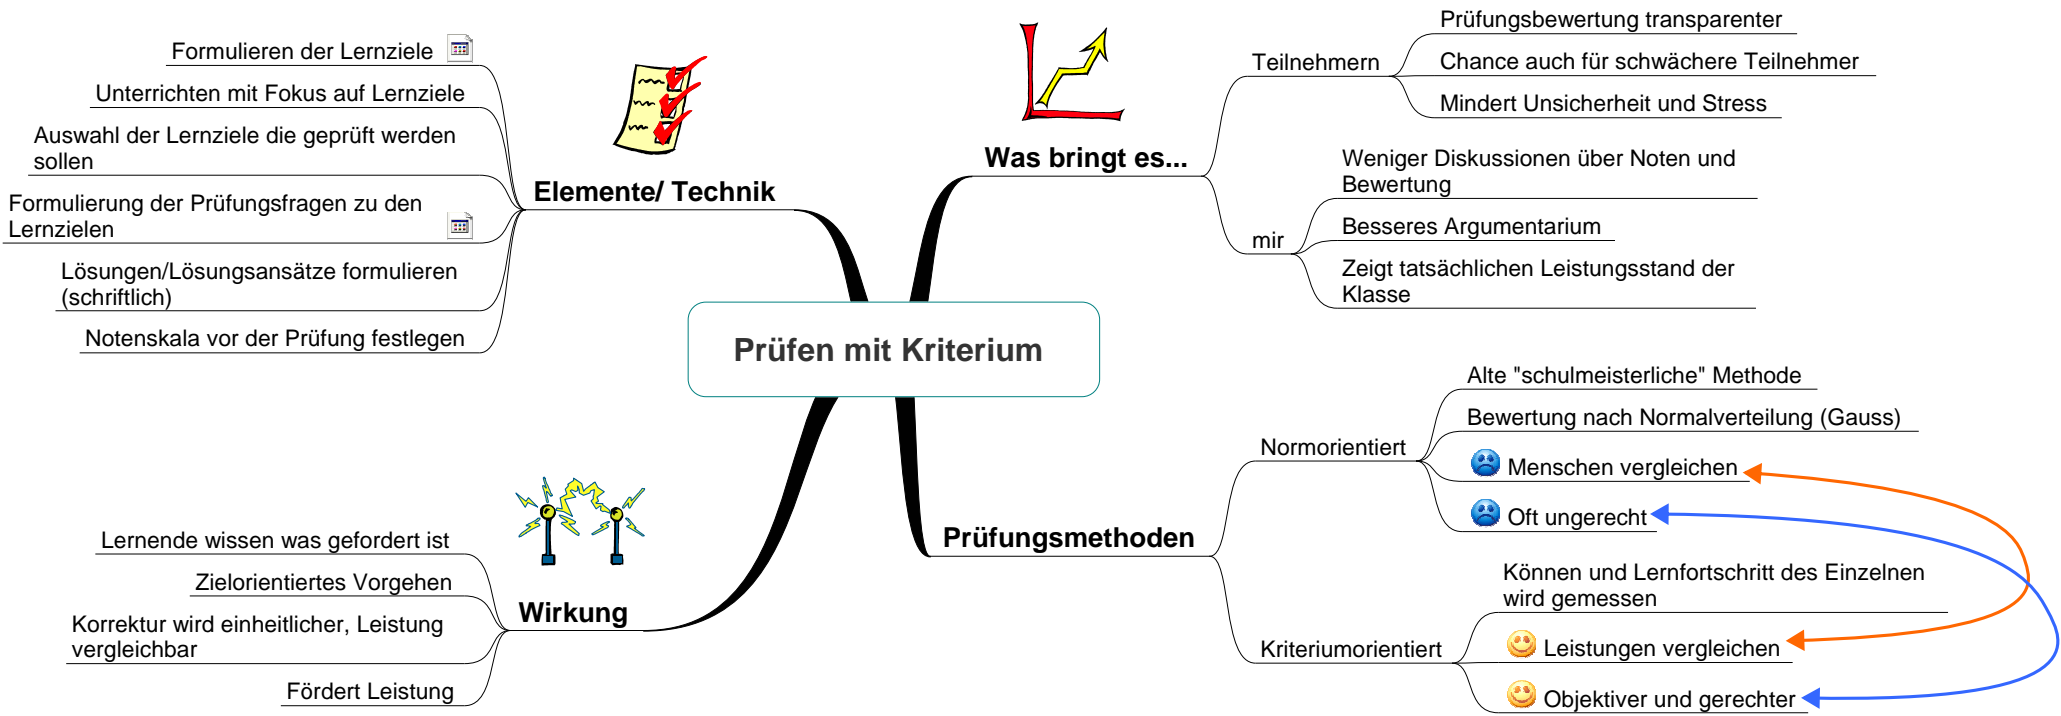 Prüfen mit Kriterium
Elemente/ Technik
Formulieren der Lernziele
Unterrichten mit Fokus auf Lernziele
Auswahl der Lernziele die geprüft werden
sollen
Formulierung der Prüfungsfragen zu den
Lernzielen
Lösungen/Lösungsansätze formulieren
(schriftlich)
Notenskala vor der Prüfung festlegen
Wirkung
Lernende wissen was gefordert ist
Zielorientiertes Vorgehen
Korrektur wird einheitlicher, Leistung
vergleichbar
Fördert Leistung
Was bringt es...
Teilnehmern
Prüfungsbewertung transparenter
Chance auch für schwächere Teilnehmer
Mindert Unsicherheit und Stress
mir
Weniger Diskussionen über Noten und
Bewertung
Besseres Argumentarium
Zeigt tatsächlichen Leistungsstand der
Klasse
Prüfungsmethoden
Normorientiert
Alte "schulmeisterliche" Methode
Bewertung nach Normalverteilung (Gauss)
Menschen vergleichen
Oft ungerecht
Kriteriumorientiert
Können und Lernfortschritt des Einzelnen
wird gemessen
Leistungen vergleichen
Objektiver und gerechter